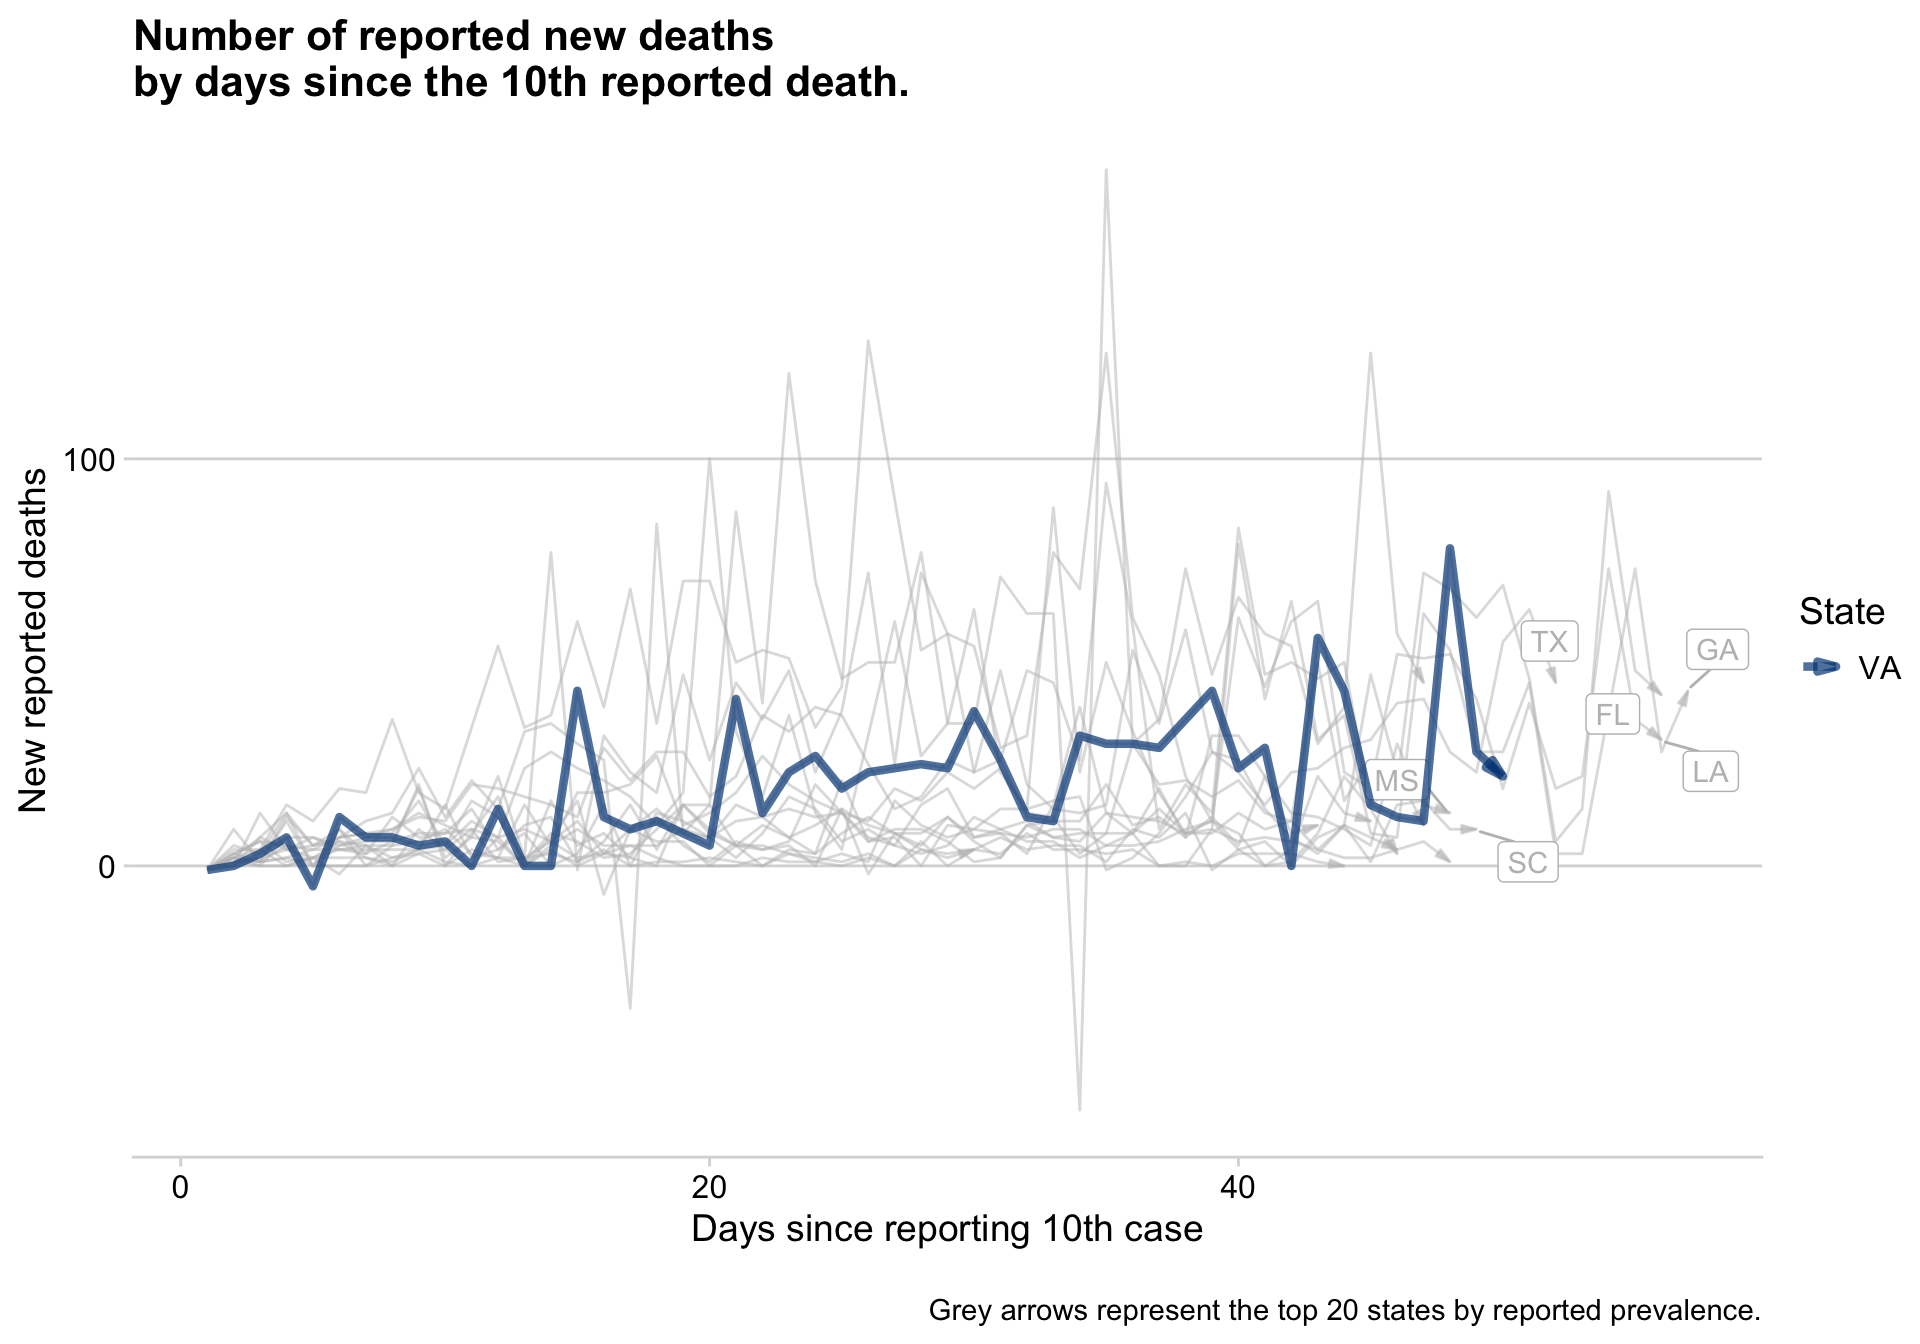 Number of reported new deaths
by days since the 10th reported death.
New reported deaths
100
0
TX
GA
FL
LA
MS
SC
State
VA
0
20
40
Days since reporting 10th case
Grey arrows represent the top 20 states by reported prevalence.